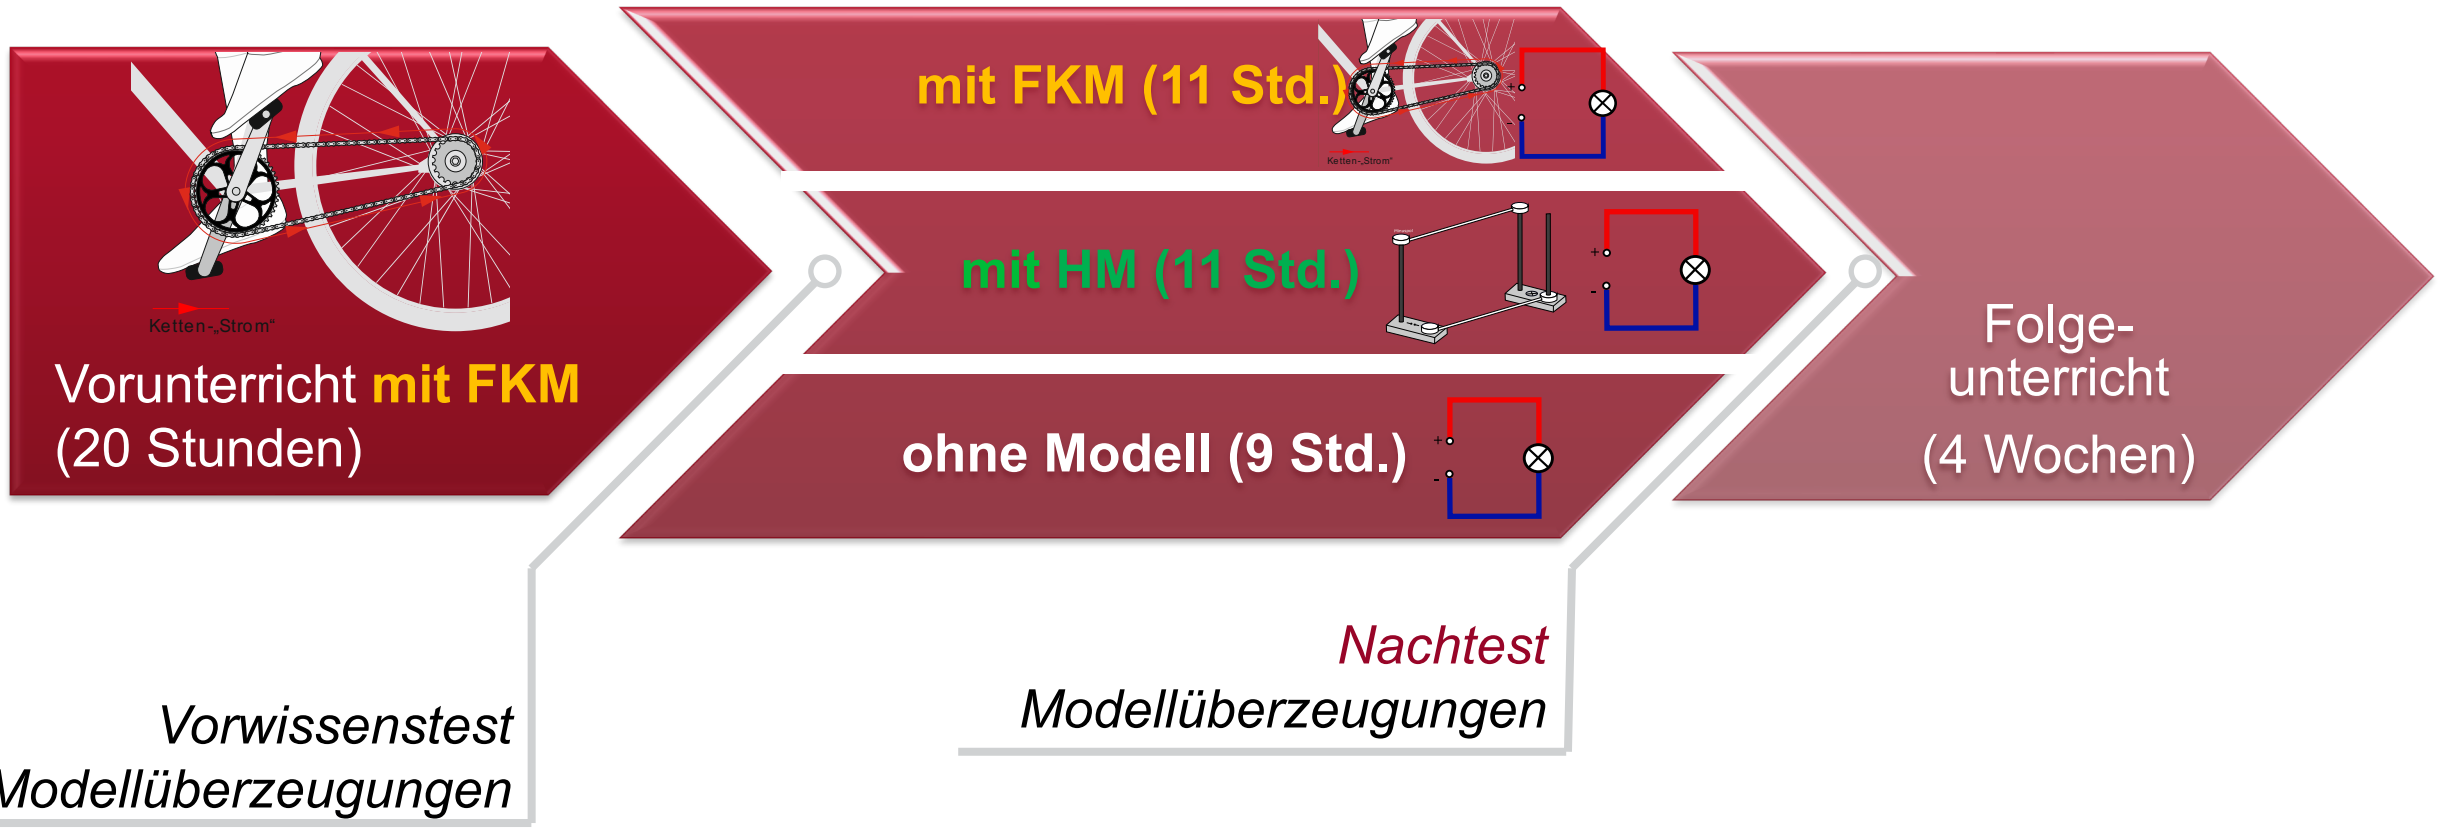 Ketten-„Strom“
Vorunterricht mit FKM
(20 Stunden)
mit FKM (11 Std.)
Ketten-„Strom“
+
-
mit HM (11 Std.)
+
-
ohne Modell (9 Std.)
+
-
Folge-
unterricht
(4 Wochen)
Vorwissenstest
Modellüberzeugungen
Nachtest
Modellüberzeugungen